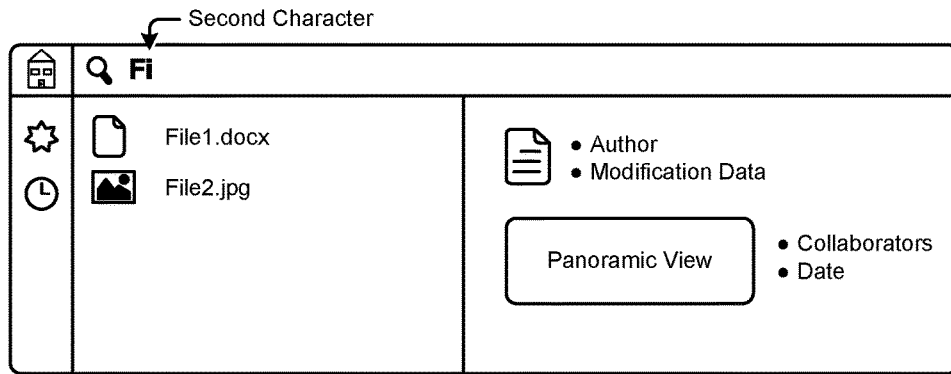 Second Character
Fi
File1.docx
File2.jpg
• Author
• Modification Data
Panoramic View
• Collaborators
• Date